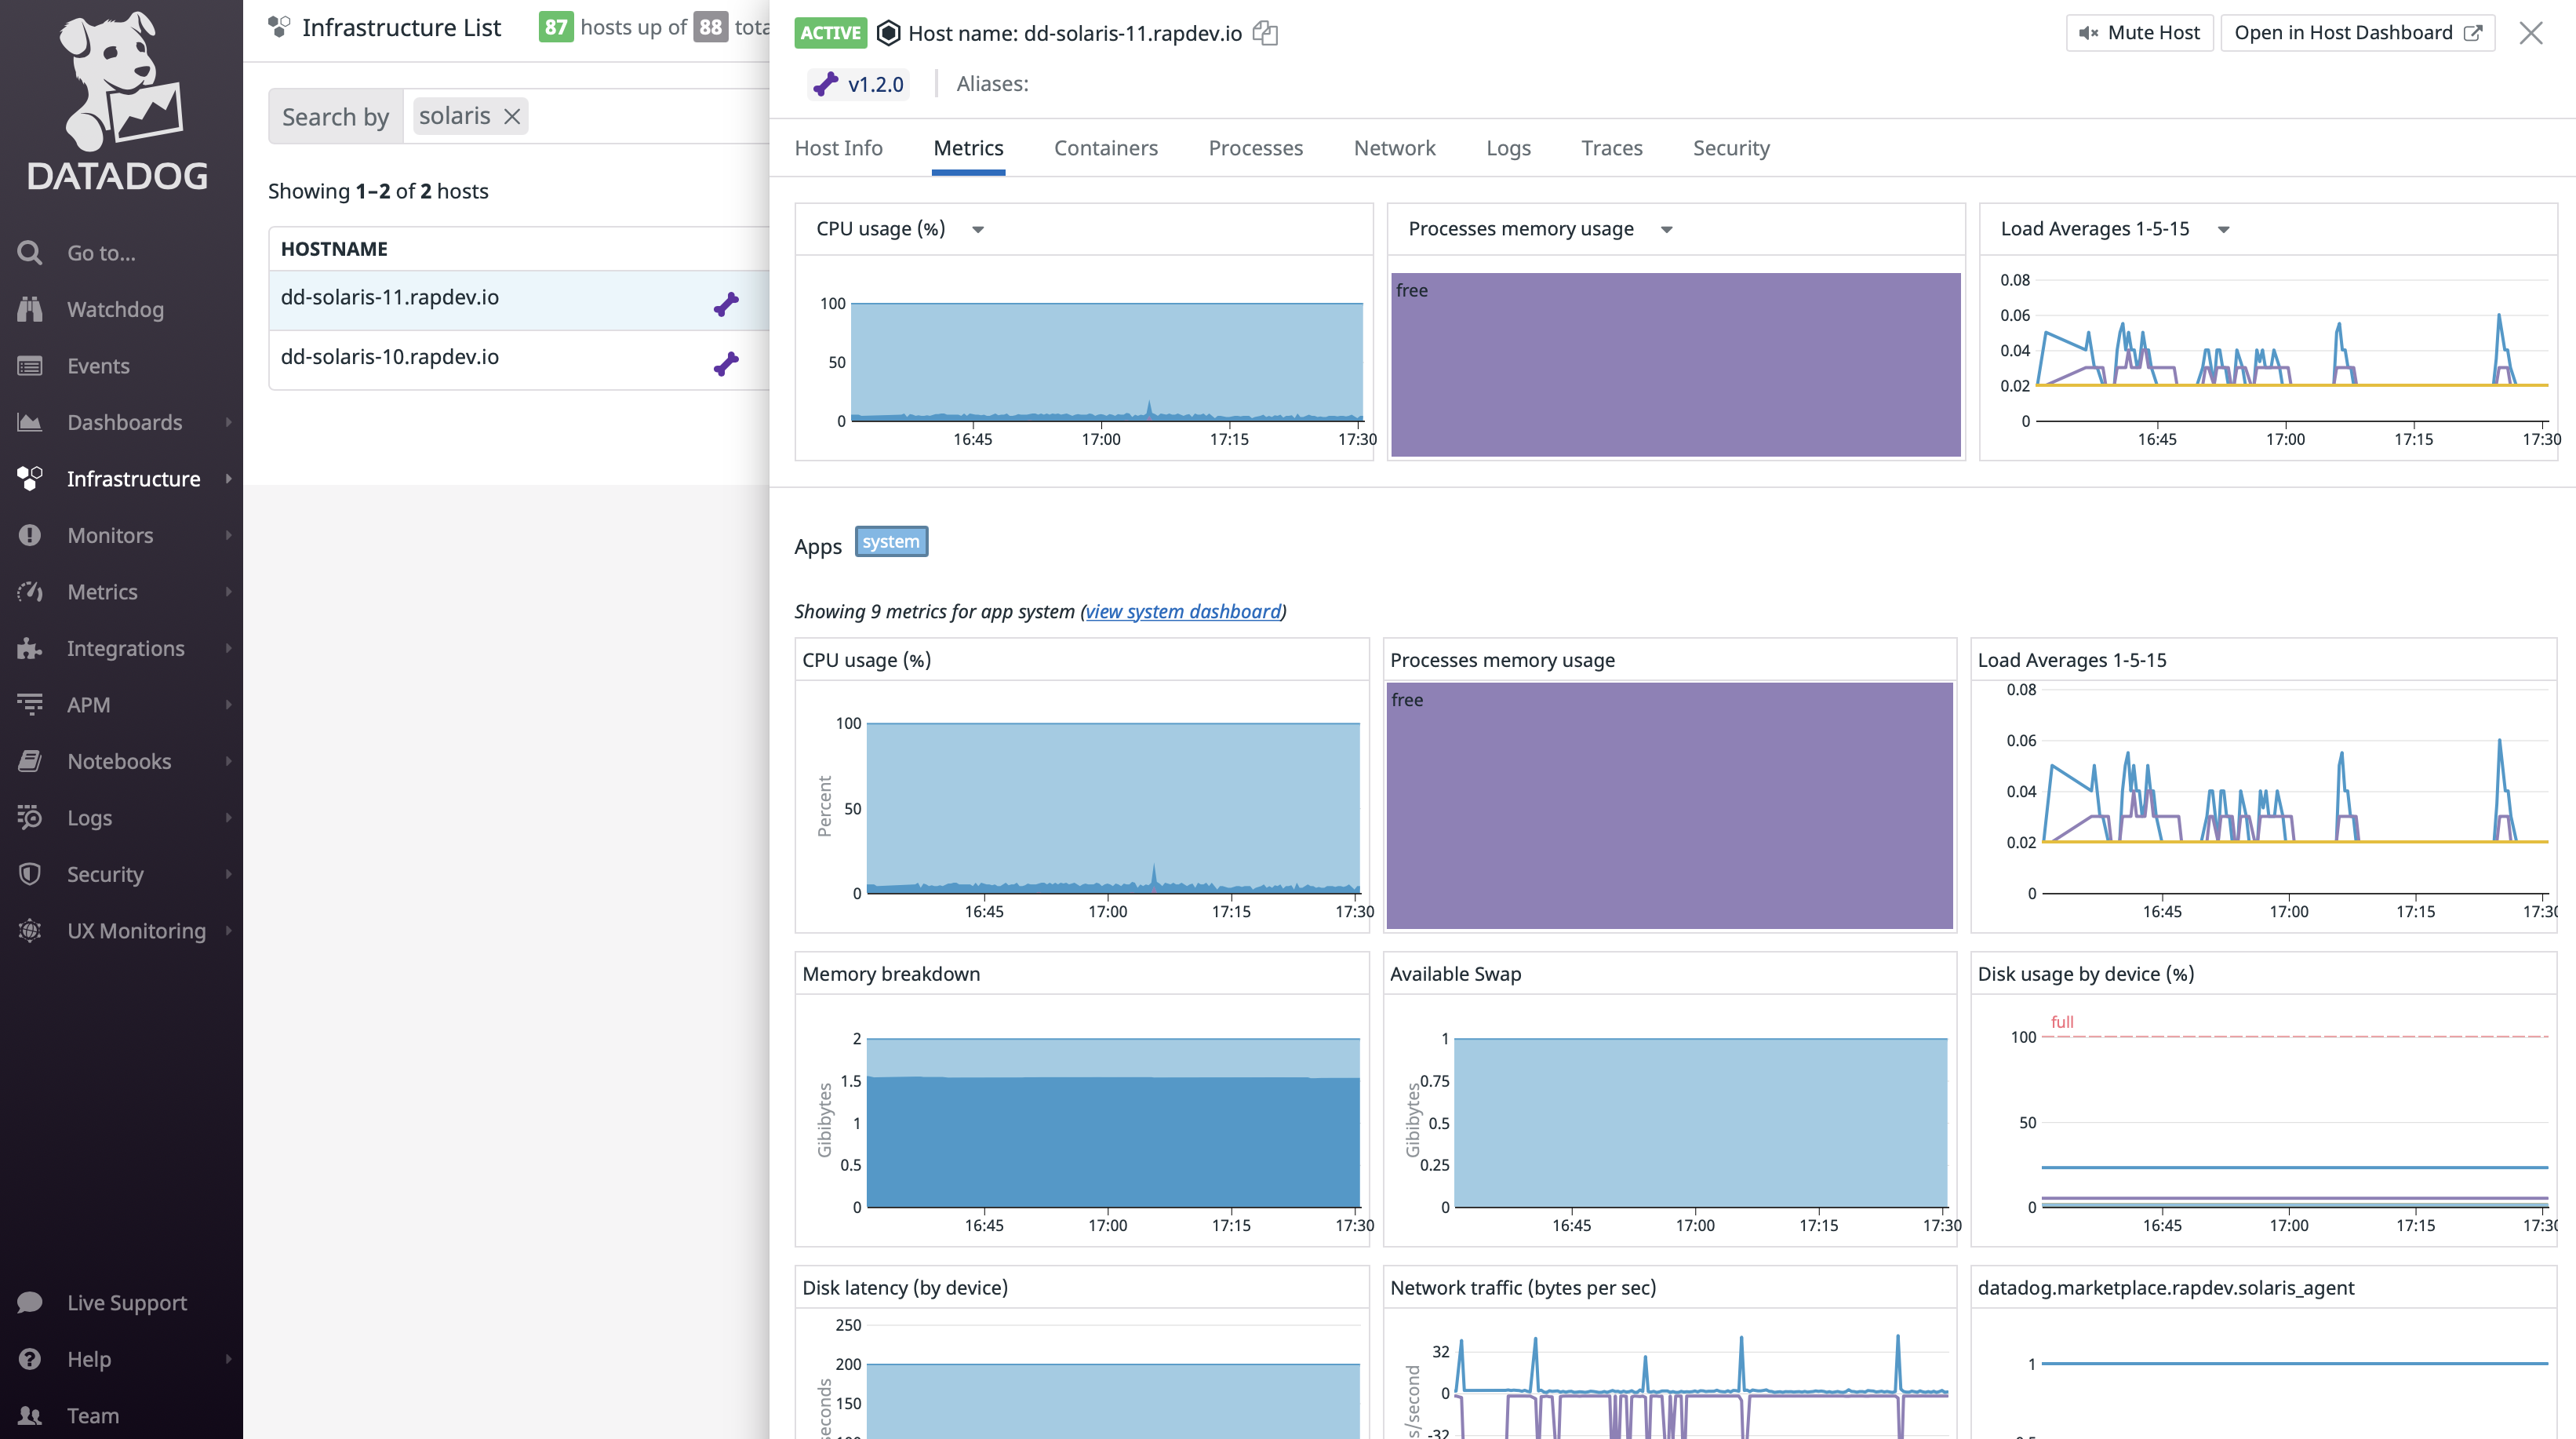 DATADOG
Go to...
Watchdog
Events
Dashboards
Infrastructure
Monitors
Metrics
Integrations
APM
Notebooks
Logs
Security
UX Monitoring
Live Support
Help
Team
Infrastructure List 87 hosts up of 88 tota
Search by solaris
Showing 1–2 of 2 hosts
HOSTNAME
dd-solaris-11.rapdev.io
dd-solaris-10.rapdev.io
ACTIVE Host name: dd-solaris-11.rapdev.io
Mute Host Open in Host Dashboard
v1.2.0 Aliases:
Host Info Metrics Containers Processes Network Logs Traces Security
CPU usage (%)
100
50
0
16:45 17:00 17:15 17:30
Processes memory usage
free
Load Averages 1-5-15
0.08
0.06
0.04
0.02
0
16:45 17:00 17:15 17:30
Apps system
Showing 9 metrics for app system (view system dashboard)
CPU usage (%)
Percent
100
50
0
16:45 17:00 17:15 17:30
Processes memory usage
free
Load Averages 1-5-15
0.08
0.06
0.04
0.02
0
16:45 17:00 17:15 17:30
Memory breakdown
Gibibytes
2
1.5
1
0.5
0
16:45 17:00 17:15 17:30
Available Swap
Gibibytes
1
0.75
0.5
0.25
0
16:45 17:00 17:15 17:30
Disk usage by device (%)
full
100
50
0
16:45 17:00 17:15 17:30
Disk latency (by device)
seconds
250
200
150
Network traffic (bytes per sec)
s/second
32
0
-32
datadog.marketplace.rapdev.solaris_agent
1